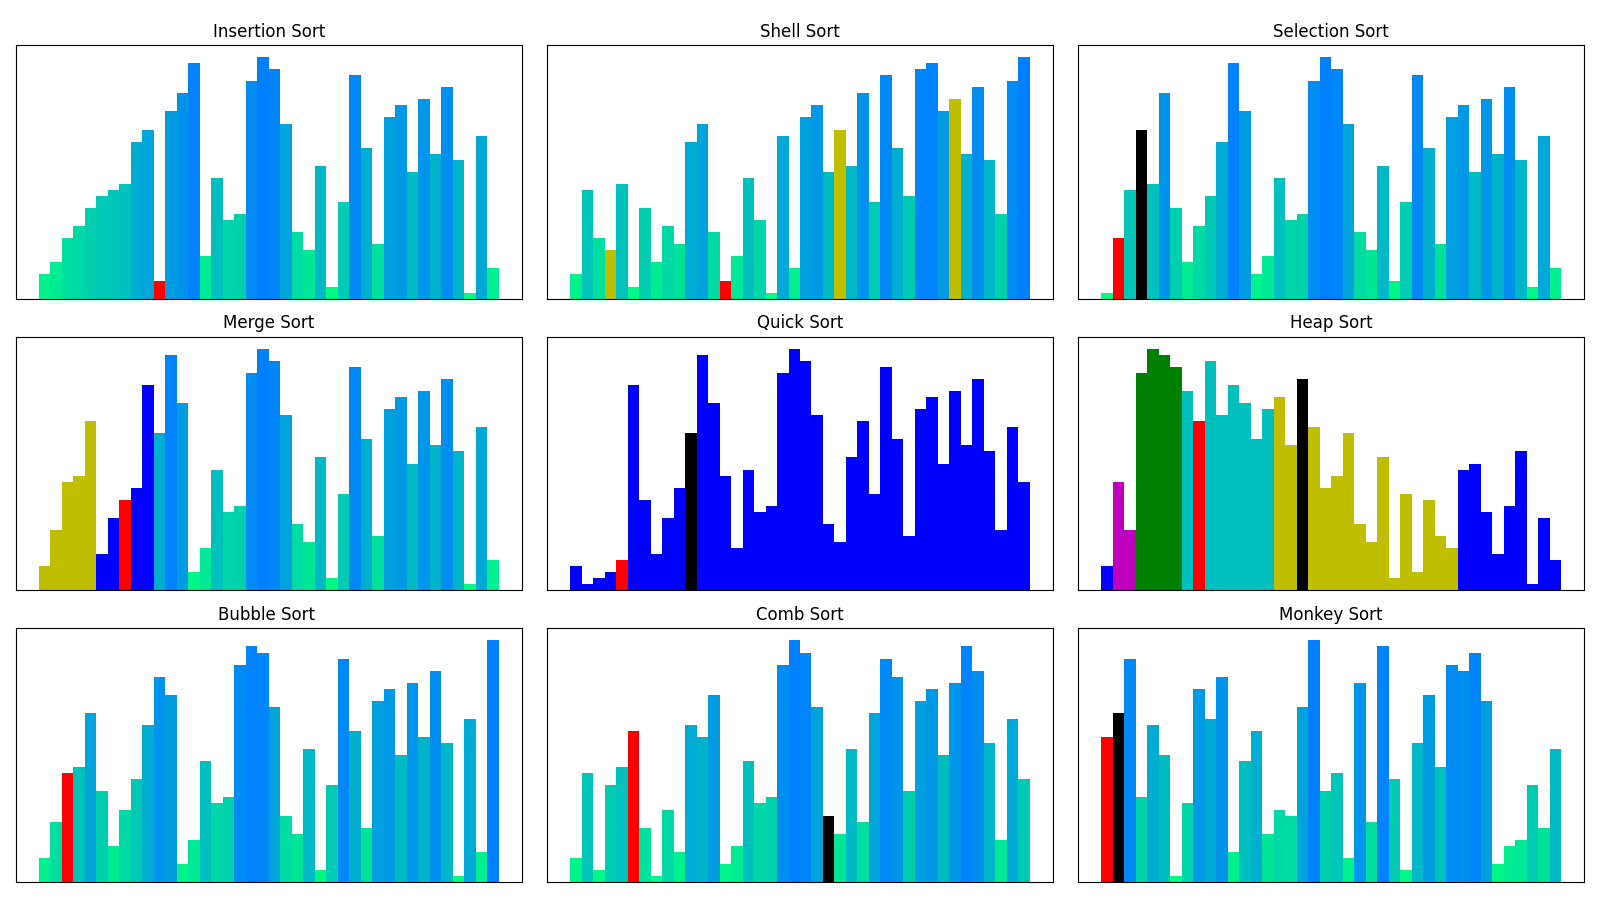 Insertion Sort
Shell Sort
Selection Sort
Merge Sort
Quick Sort
Heap Sort
Bubble Sort
Comb Sort
Monkey Sort